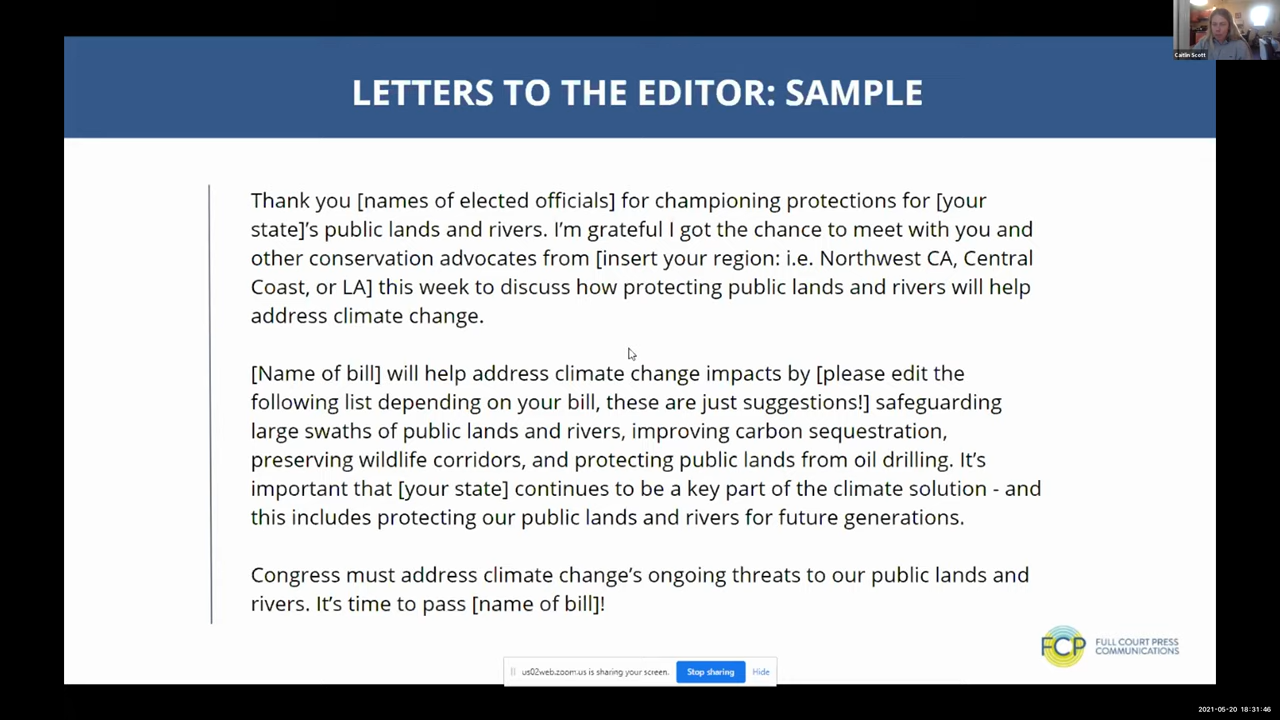 Caitlin Scott
LETTERS TO THE EDITOR: SAMPLE
Thank you [names of elected officials] for championing protections for [your
state]’s public lands and rivers. I’m grateful I got the chance to meet with you and
other conservation advocates from [insert your region: i.e. Northwest CA, Central
Coast, or LA] this week to discuss how protecting public lands and rivers will help
address climate change.
[Name of bill] will help address climate change impacts by [please edit the
following list depending on your bill, these are just suggestions!] safeguarding
large swaths of public lands and rivers, improving carbon sequestration,
preserving wildlife corridors, and protecting public lands from oil drilling. It’s
important that [your state] continues to be a key part of the climate solution - and
this includes protecting our public lands and rivers for future generations.
Congress must address climate change’s ongoing threats to our public lands and
rivers. It’s time to pass [name of bill]!
FCP
FULL COURT PRESS
COMMUNICATIONS
us02web.zoom.us is sharing your screen. Stop sharing Hide
2021-05-20 18:31:46